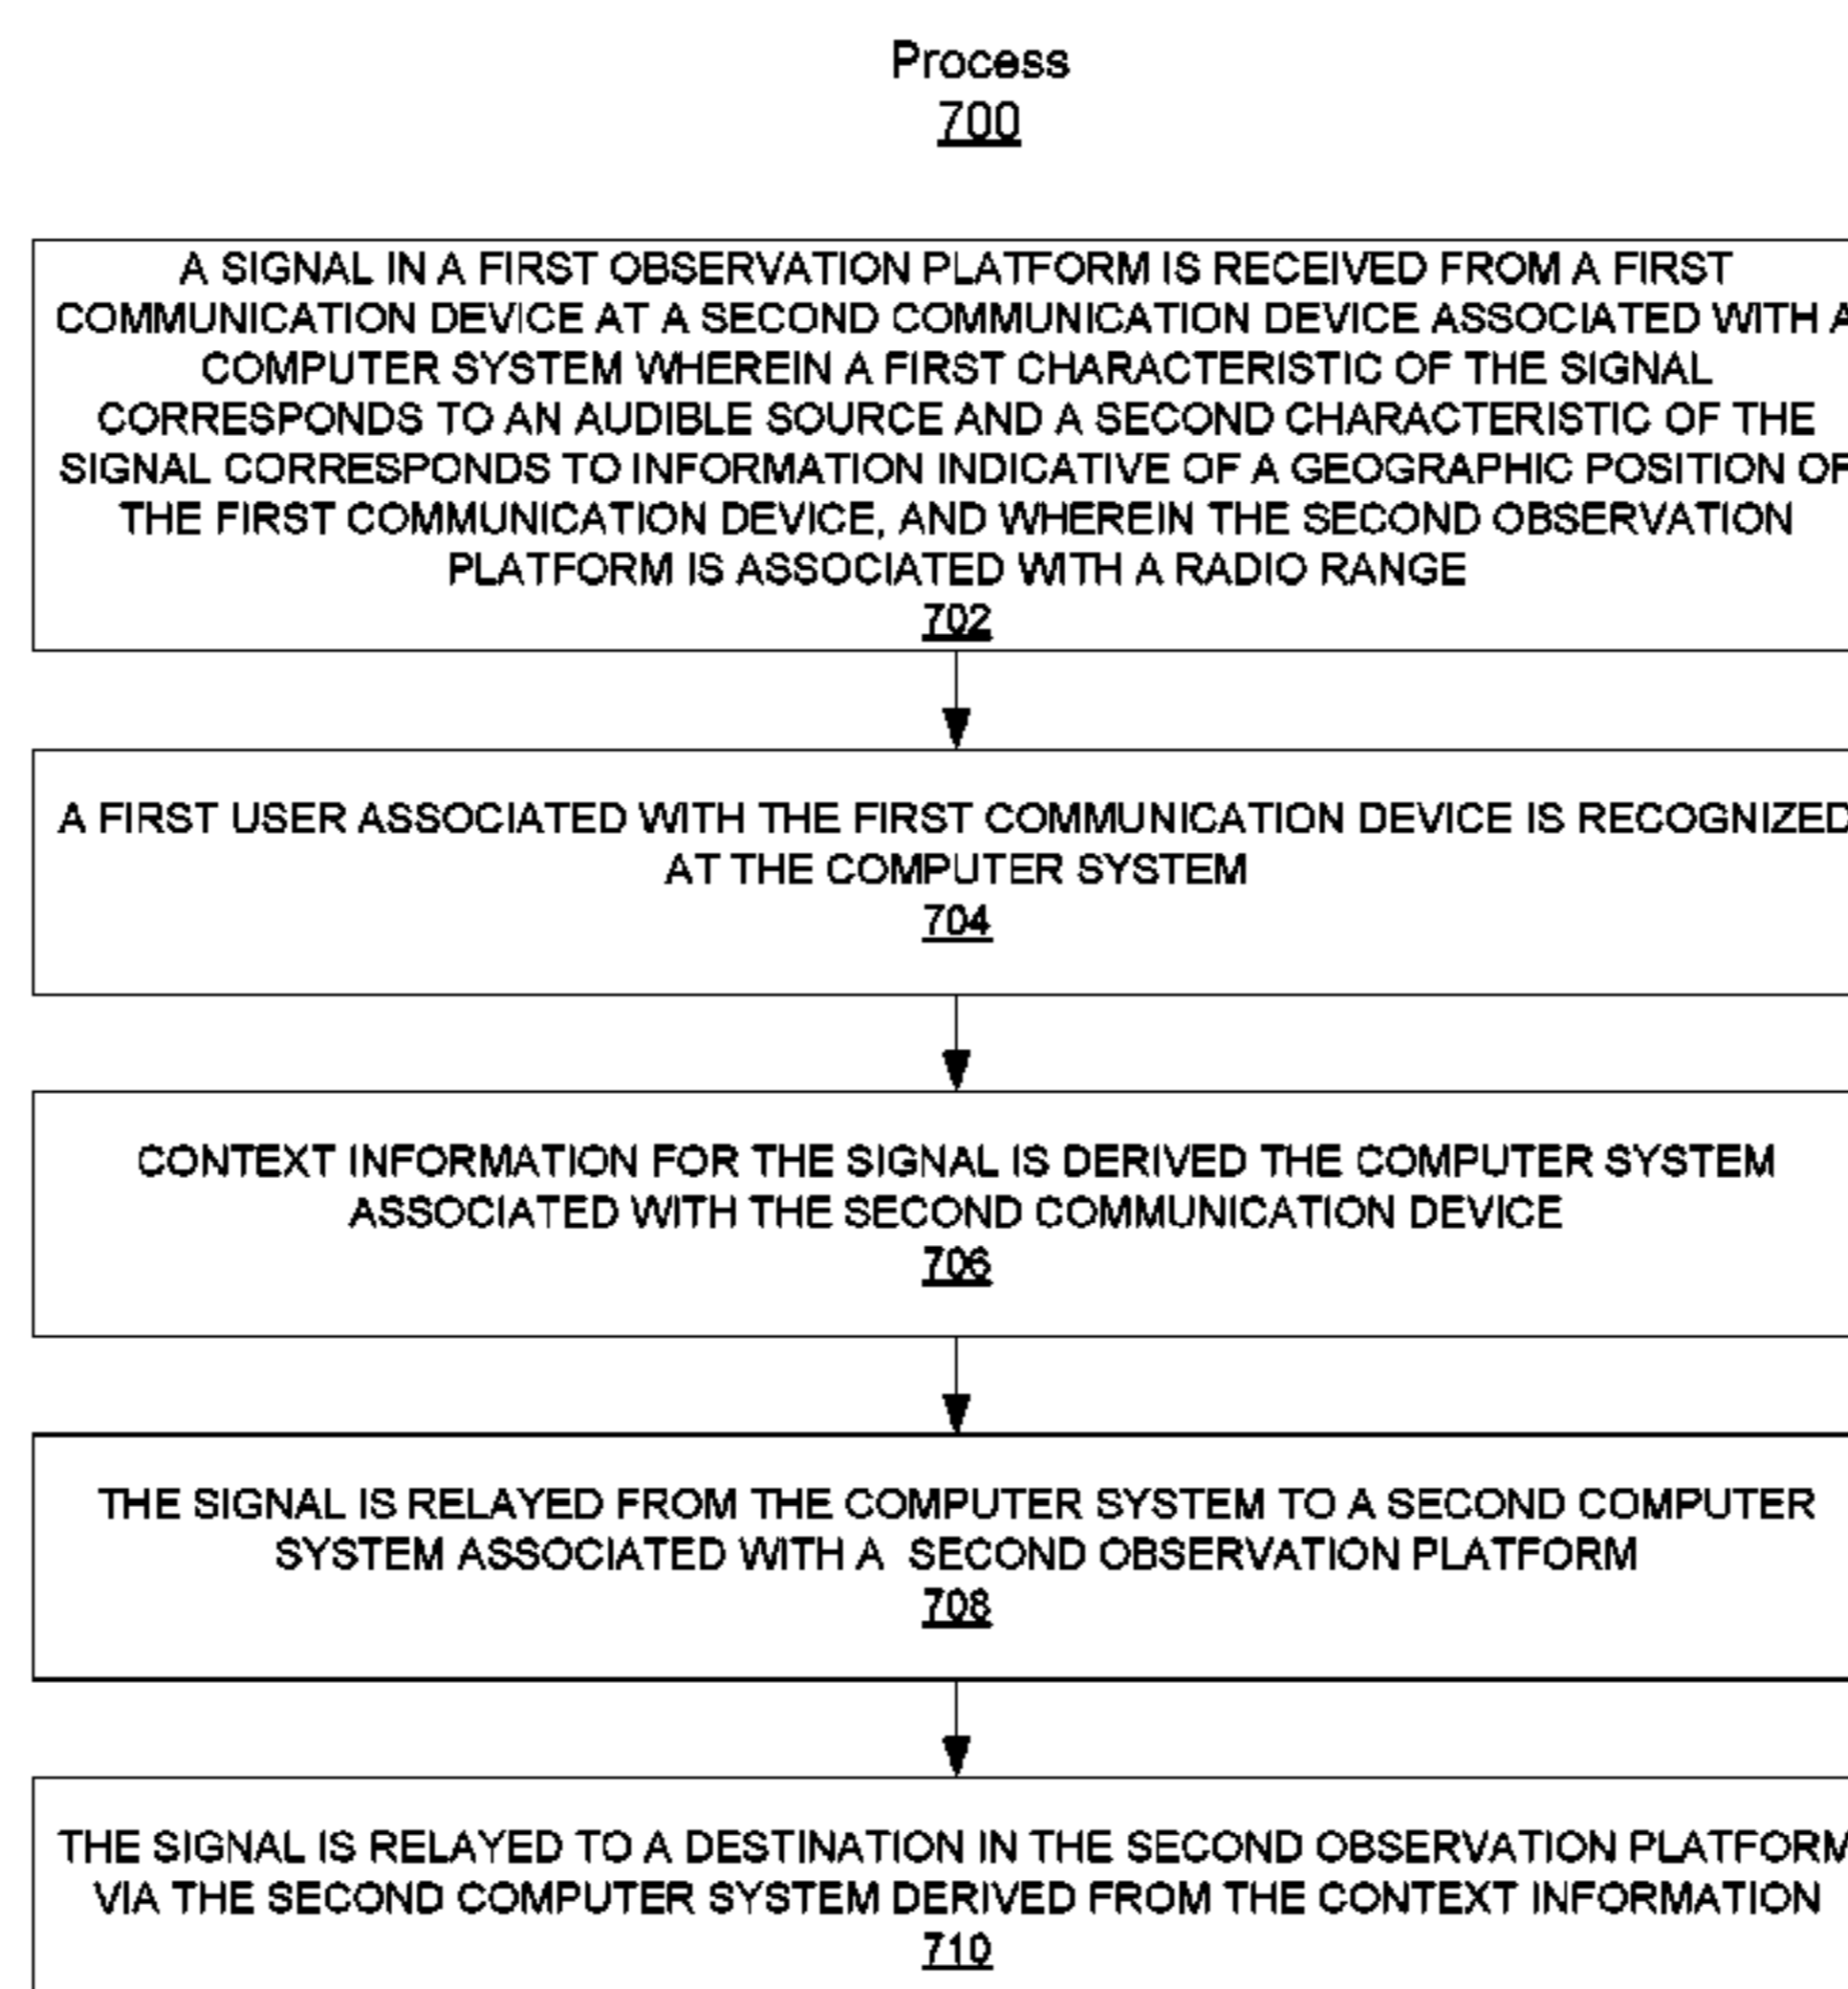 Process
700
A SIGNAL IN A FIRST OBSERVATION PLATFORM IS RECEIVED FROM A FIRST
COMMUNICATION DEVICE AT A SECOND COMMUNICATION DEVICE ASSOCIATED WITH A
COMPUTER SYSTEM WHEREIN A FIRST CHARACTERISTIC OF THE SIGNAL
CORRESPONDS TO AN AUDIBLE SOURCE AND A SECOND CHARACTERISTIC OF THE
SIGNAL CORRESPONDS TO INFORMATION INDICATIVE OF A GEOGRAPHIC POSITION OF
THE FIRST COMMUNICATION DEVICE, AND WHEREIN THE SECOND OBSERVATION
PLATFORM IS ASSOCIATED WITH A RADIO RANGE
702
A FIRST USER ASSOCIATED WITH THE FIRST COMMUNICATION DEVICE IS RECOGNIZED
AT THE COMPUTER SYSTEM
704
CONTEXT INFORMATION FOR THE SIGNAL IS DERIVED THE COMPUTER SYSTEM
ASSOCIATED WITH THE SECOND COMMUNICATION DEVICE
706
THE SIGNAL IS RELAYED FROM THE COMPUTER SYSTEM TO A SECOND COMPUTER
SYSTEM ASSOCIATED WITH A SECOND OBSERVATION PLATFORM
708
THE SIGNAL IS RELAYED TO A DESTINATION IN THE SECOND OBSERVATION PLATFORM
VIA THE SECOND COMPUTER SYSTEM DERIVED FROM THE CONTEXT INFORMATION
710